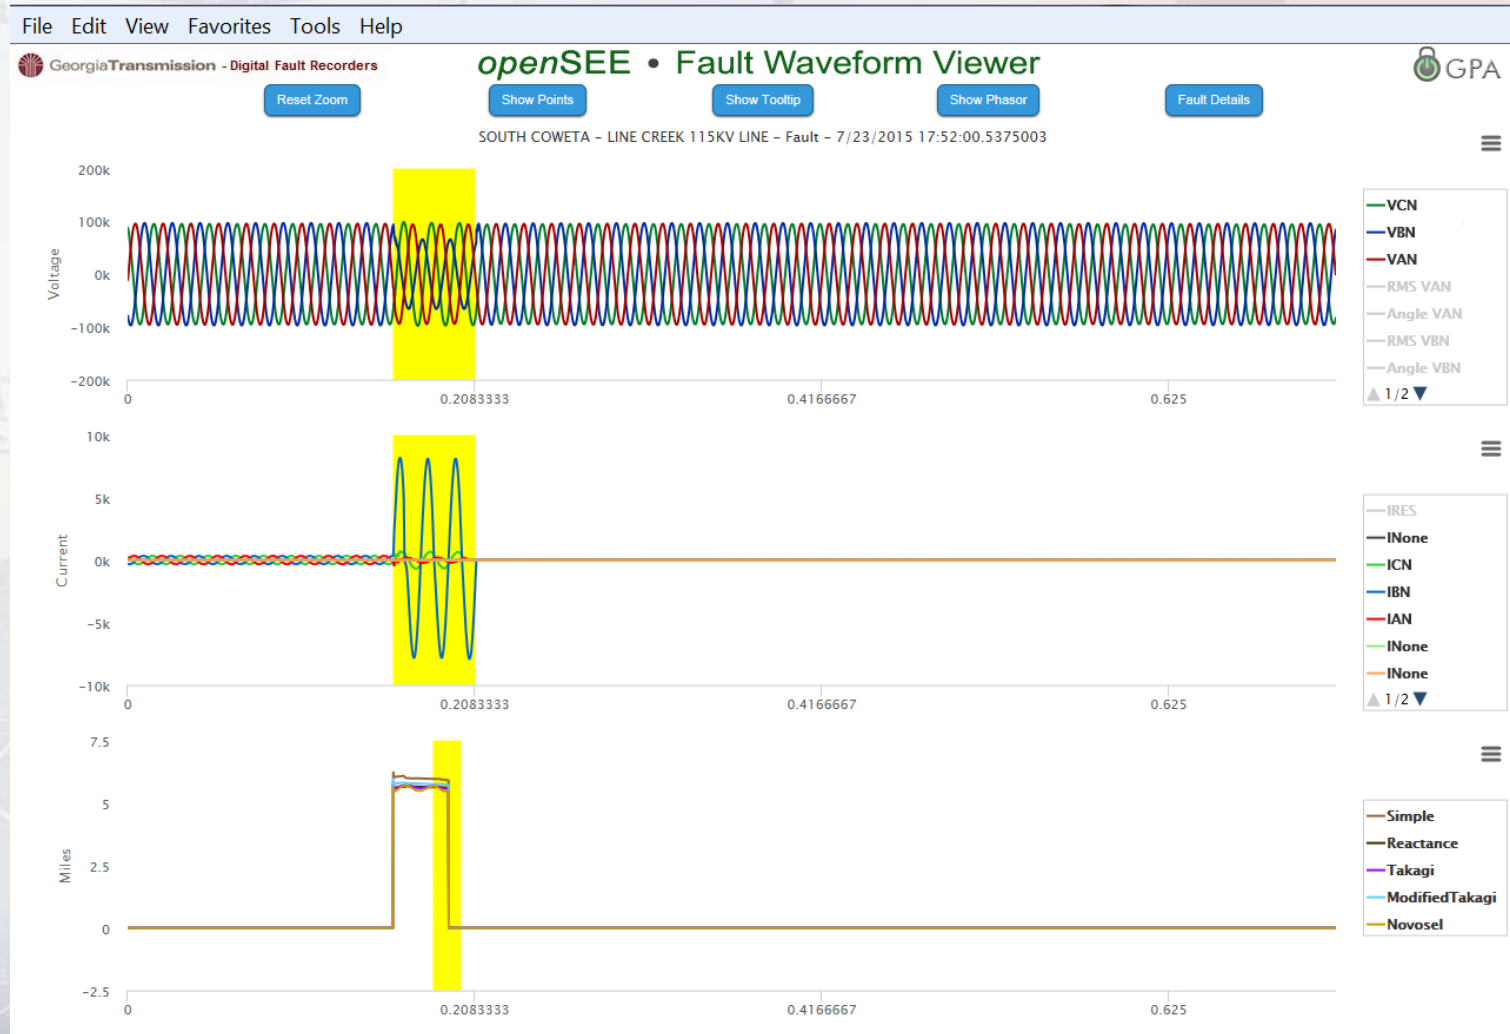 File Edit View Favorites Tools Help
GeorgiaTransmission - Digital Fault Recorders
openSEE • Fault Waveform Viewer
GPA
Reset Zoom Show Points Show Tooltip Show Phasor Fault Details
SOUTH COWETA - LINE CREEK 115KV LINE - Fault - 7/23/2015 17:52:00.5375003
Voltage
200k
100k
0k
-100k
-200k
0 0.2083333 0.4166667 0.625
VCN
VBN
VAN
RMS VAN
Angle VAN
RMS VBN
Angle VBN
▲ 1/2 ▼
Current
10k
5k
0k
-5k
-10k
0 0.2083333 0.4166667 0.625
IRES
INone
ICN
IBN
IAN
INone
INone
▲ 1/2 ▼
Miles
7.5
5
2.5
0
-2.5
0 0.2083333 0.4166667 0.625
Simple
Reactance
Takagi
ModifiedTakagi
Novosel